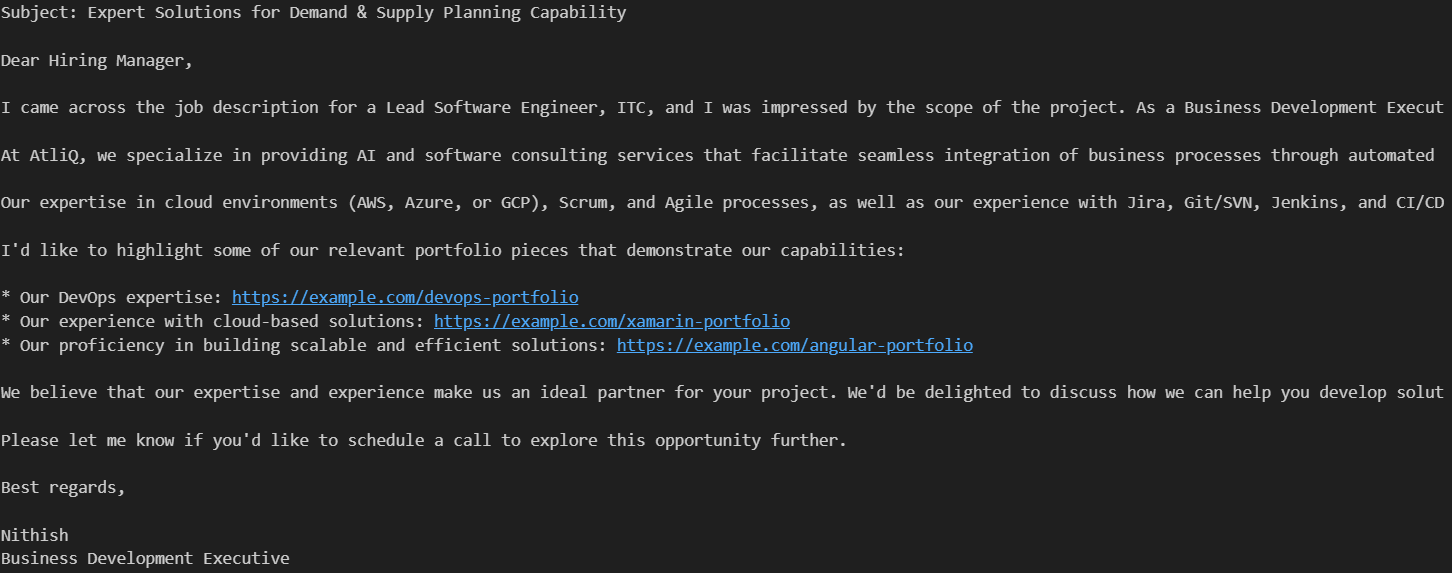 Subject: Expert Solutions for Demand & Supply Planning Capability
Dear Hiring Manager,
I came across the job description for a Lead Software Engineer, ITC, and I was impressed by the scope of the project. As a Business Development Execut
At AtliQ, we specialize in providing AI and software consulting services that facilitate seamless integration of business processes through automated
Our expertise in cloud environments (AWS, Azure, or GCP), Scrum, and Agile processes, as well as our experience with Jira, Git/SVN, Jenkins, and CI/CD
I'd like to highlight some of our relevant portfolio pieces that demonstrate our capabilities:
* Our DevOps expertise: https://example.com/devops-portfolio
* Our experience with cloud-based solutions: https://example.com/xamarin-portfolio
* Our proficiency in building scalable and efficient solutions: https://example.com/angular-portfolio
We believe that our expertise and experience make us an ideal partner for your project. We'd be delighted to discuss how we can help you develop solut
Please let me know if you'd like to schedule a call to explore this opportunity further.
Best regards,
Nithish
Business Development Executive